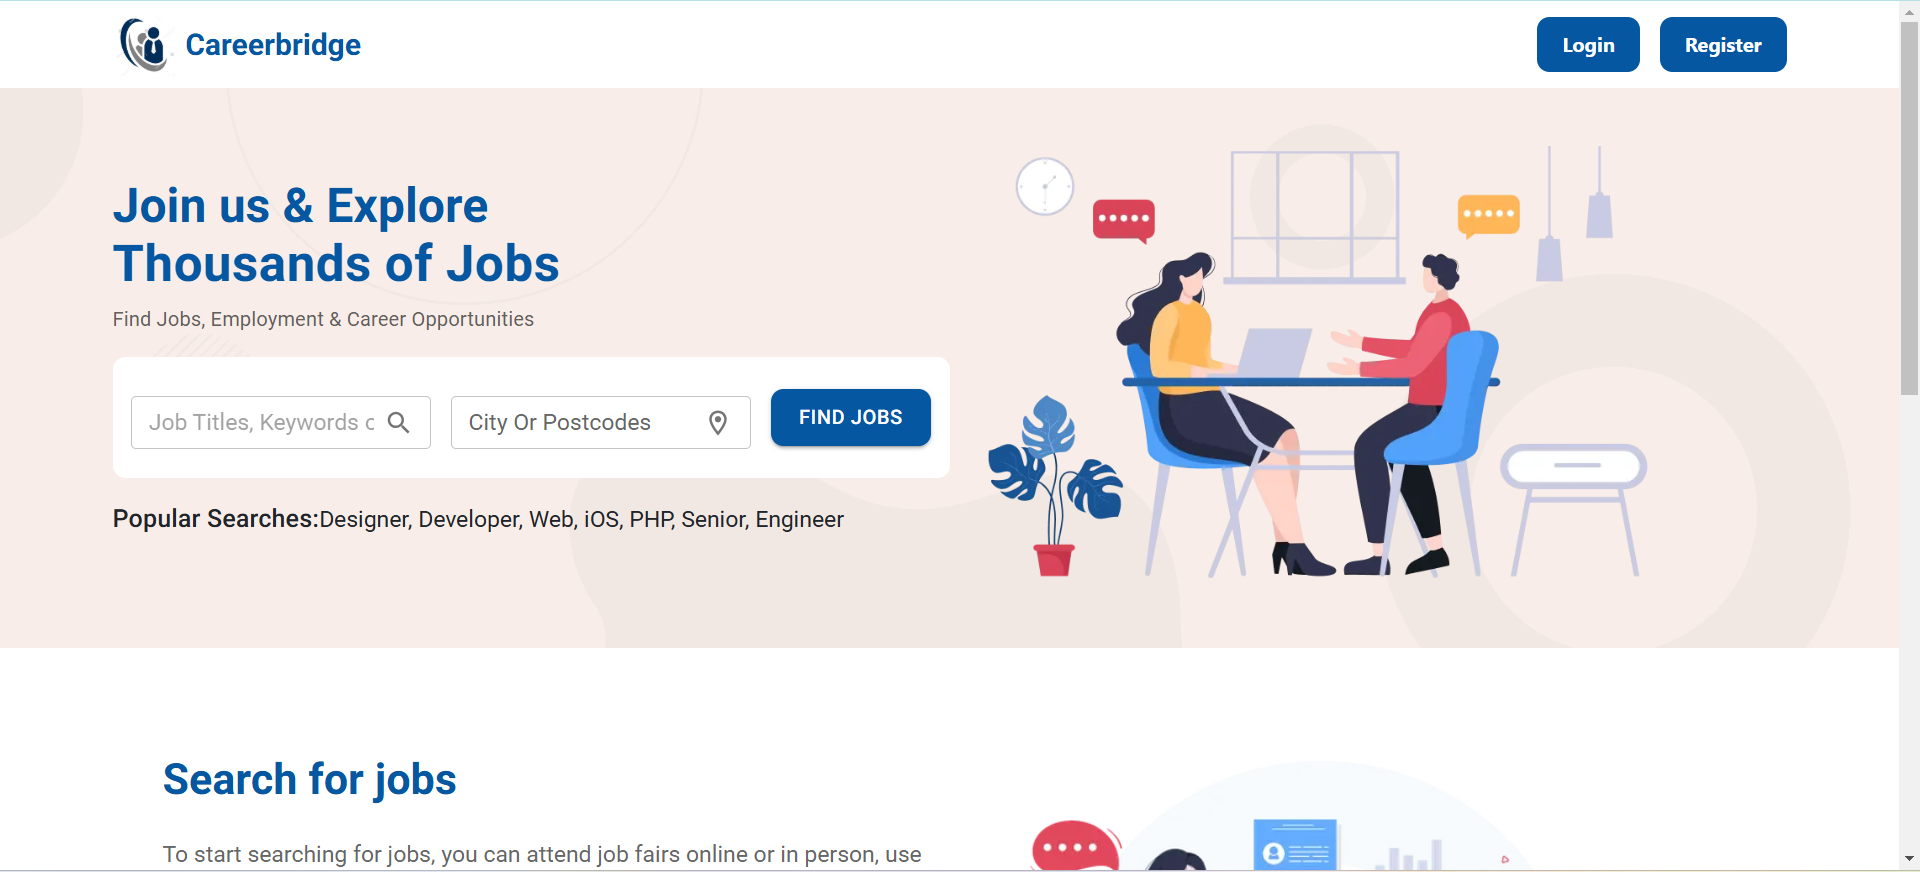 Careerbridge
Login
Register
Join us & Explore
Thousands of Jobs
Find Jobs, Employment & Career Opportunities
Job Titles, Keywords
City Or Postcodes
FIND JOBS
Popular Searches:Designer, Developer, Web, iOS, PHP, Senior, Engineer
Search for jobs
To start searching for jobs, you can attend job fairs online or in person, use